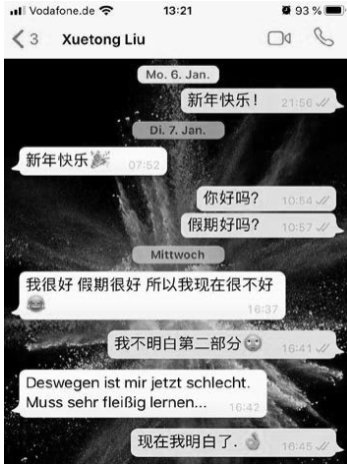 Vodafone.de 13:21 93 %
3 Xuetong Liu
Mo. 6. Jan.
新年快乐! 21:56
Di. 7. Jan.
新年快乐🎉 07:52
你好吗? 10:54
假期好吗? 10:57
Mittwoch
我很好 假期很好 所以我现在很不好
😂 16:37
我不明白第二部分🙄 16:41
Deswegen ist mir jetzt schlecht.
Muss sehr fleißig lernen... 16:42
现在我明白了. 👌 16:45